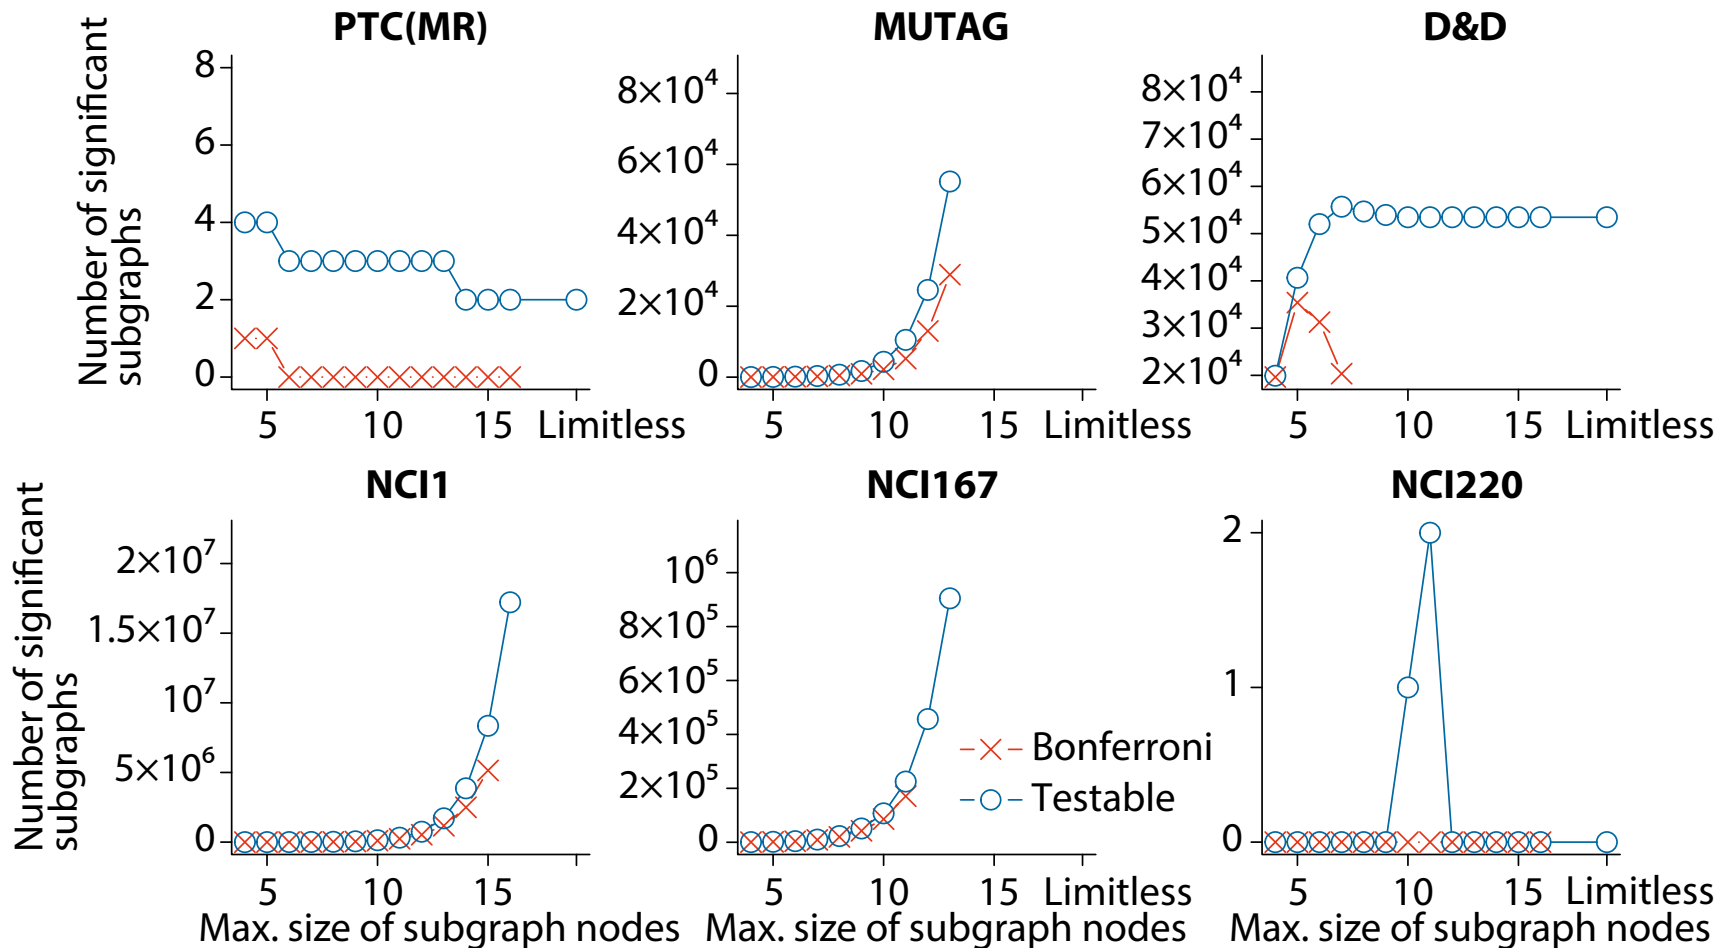 PTC(MR)
Number of significant
subgraphs
8
6
4
2
0
5
10
15
Limitless
MUTAG
8×10⁴
6×10⁴
4×10⁴
2×10⁴
0
5
10
15
Limitless
D&D
8×10⁴
7×10⁴
6×10⁴
5×10⁴
4×10⁴
3×10⁴
2×10⁴
5
10
15
Limitless
NCI1
Number of significant
subgraphs
2×10⁷
1.5×10⁷
10⁷
5×10⁶
0
5
10
15
Max. size of subgraph nodes
NCI167
10⁶
8×10⁵
6×10⁵
4×10⁵
2×10⁵
0
Bonferroni
Testable
5
10
15
Limitless
Max. size of subgraph nodes
NCI220
2
1
0
5
10
15
Limitless
Max. size of subgraph nodes